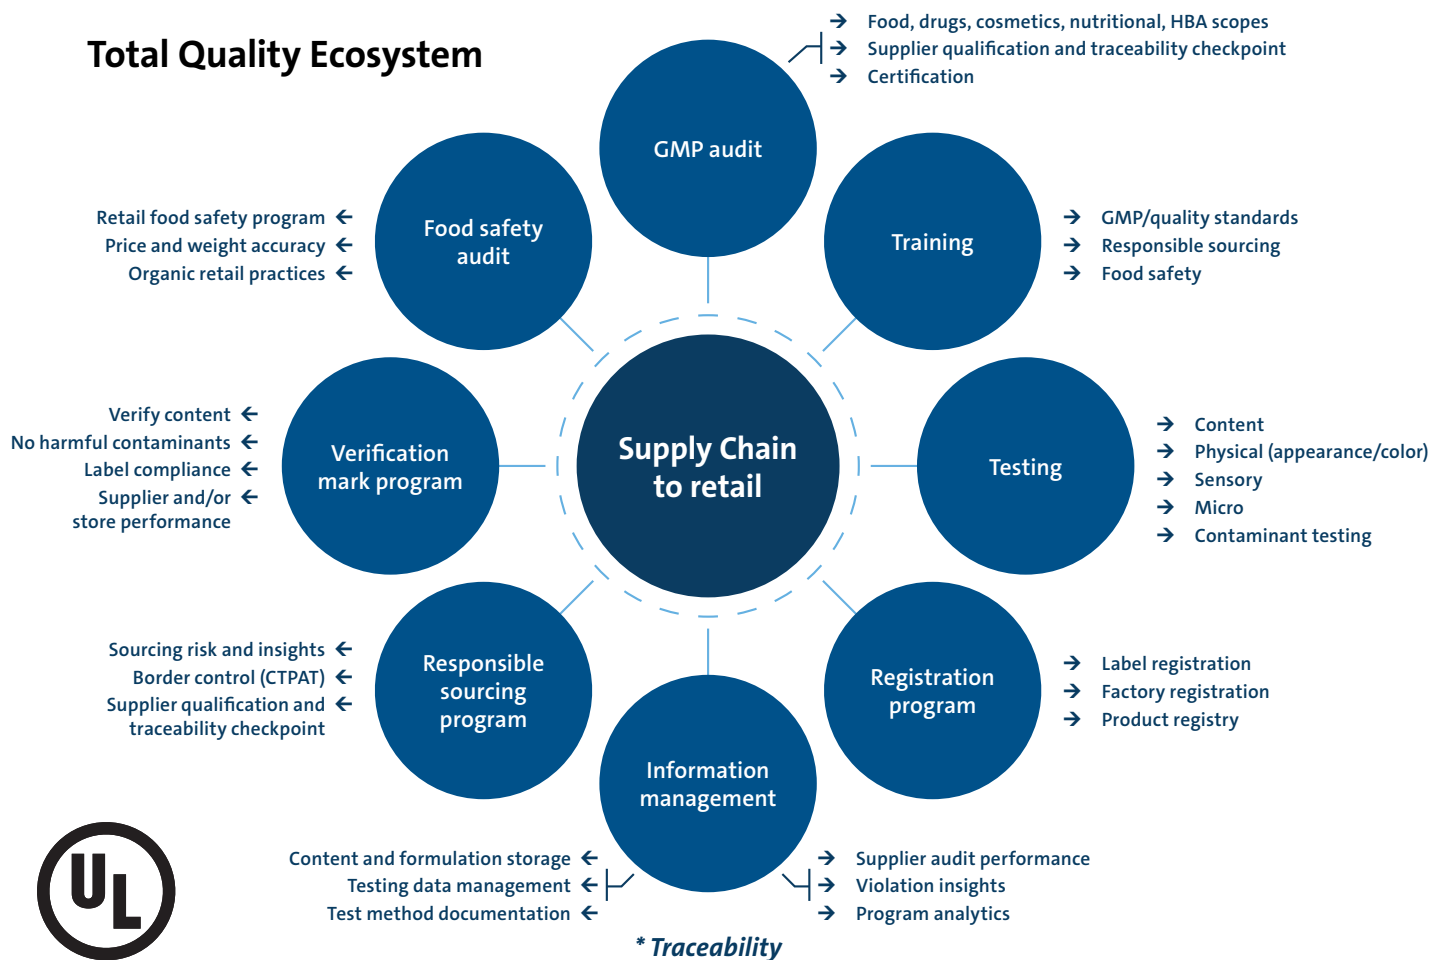 Total Quality Ecosystem
GMP audit
→ Food, drugs, cosmetics, nutritional, HBA scopes
→ Supplier qualification and traceability checkpoint
→ Certification
Training
→ GMP/quality standards
→ Responsible sourcing
→ Food safety
Testing
→ Content
→ Physical (appearance/color)
→ Sensory
→ Micro
→ Contaminant testing
Registration
program
→ Label registration
→ Factory registration
→ Product registry
Information
management
Content and formulation storage ←
Testing data management ←
Test method documentation ←
→ Supplier audit performance
→ Violation insights
→ Program analytics
* Traceability
Responsible
sourcing
program
Sourcing risk and insights ←
Border control (CTPAT) ←
Supplier qualification and ←
traceability checkpoint
Verification
mark program
Verify content ←
No harmful contaminants ←
Label compliance ←
Supplier and/or ←
store performance
Food safety
audit
Retail food safety program ←
Price and weight accuracy ←
Organic retail practices ←
Supply Chain
to retail
UL